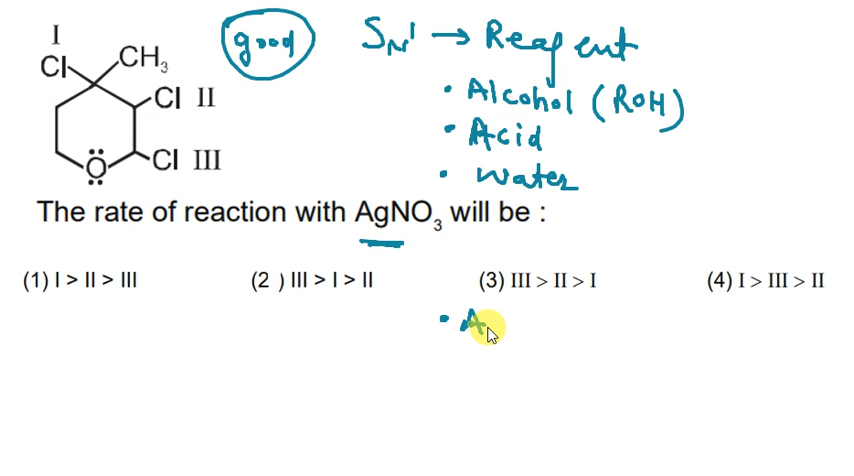 I
Cl
CH₃
Cl II
Ö
Cl III
good
SN¹ → Reagent
• Alcohol (ROH)
• Acid
• Water
The rate of reaction with AgNO₃ will be :
(1) I > II > III
(2 ) III > I > II
(3) III > II > I
(4) I > III > II
• A